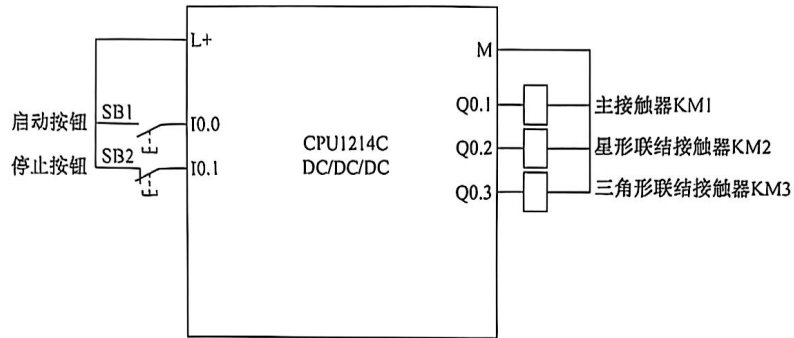 L+
M
启动按钮 SB1 I0.0
停止按钮 SB2 I0.1
CPU1214C
DC/DC/DC
Q0.1 主接触器KM1
Q0.2 星形联结接触器KM2
Q0.3 三角形联结接触器KM3